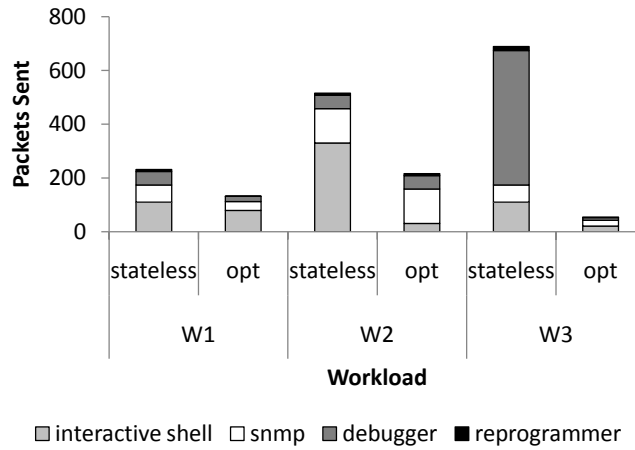 800
600
400
200
0
Packets Sent
stateless opt stateless opt stateless opt
W1 W2 W3
Workload
interactive shell snmp debugger reprogrammer